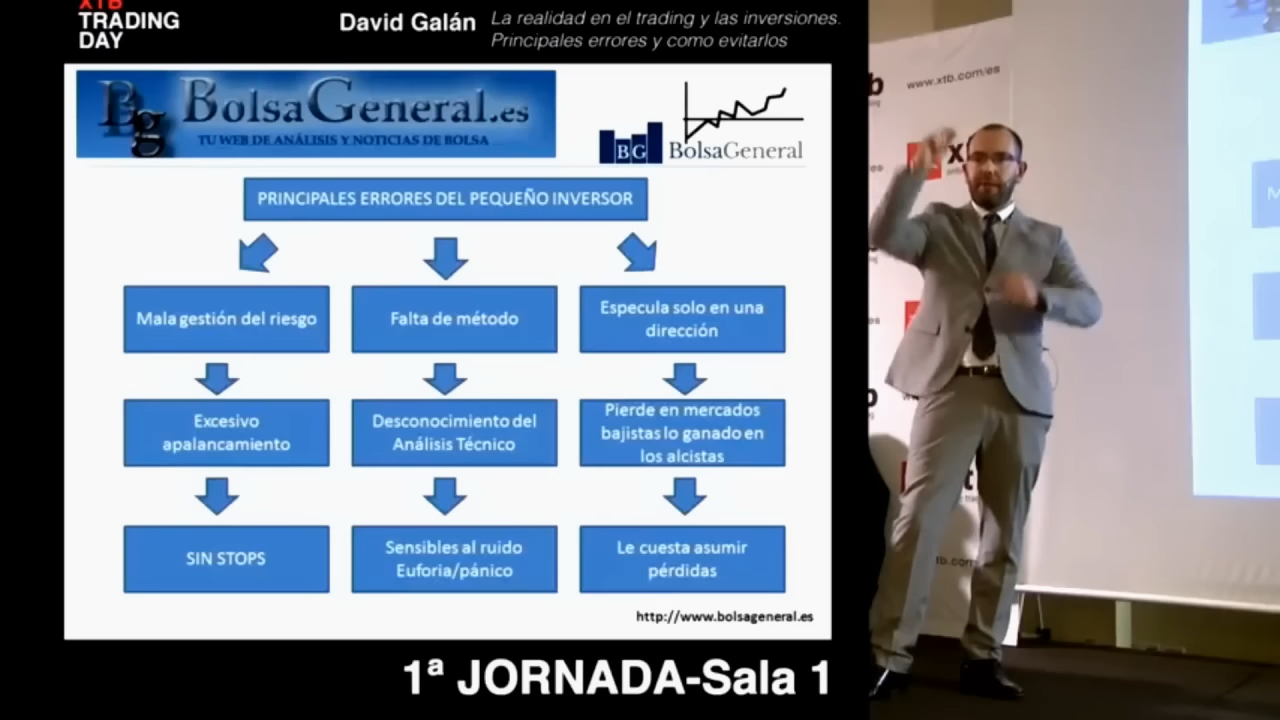 XTB
TRADING
DAY
David Galán
La realidad en el trading y las inversiones.
Principales errores y como evitarlos
Bg BolsaGeneral.es
TU WEB DE ANÁLISIS Y NOTICIAS DE BOLSA
BG BolsaGeneral
PRINCIPALES ERRORES DEL PEQUEÑO INVERSOR
Mala gestión del riesgo
Falta de método
Especula solo en una
dirección
Excesivo
apalancamiento
Desconocimiento del
Análisis Técnico
Pierde en mercados
bajistas lo ganado en
los alcistas
SIN STOPS
Sensibles al ruido
Euforia/pánico
Le cuesta asumir
pérdidas
http://www.bolsageneral.es
1ª JORNADA-Sala 1
www.xtb.com/es